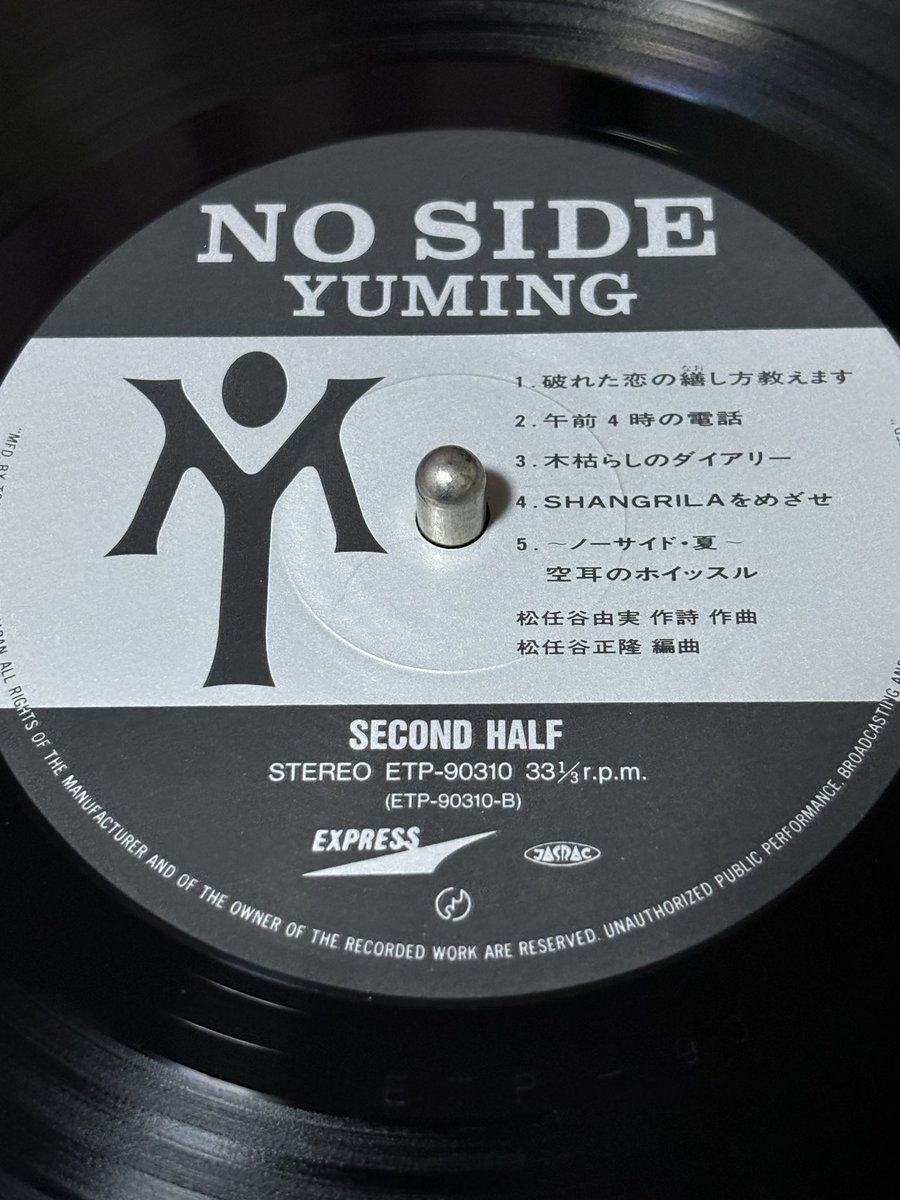 NO SIDE
YUMING
1.破れた恋の繕し方教えます
なお
2.午前4時の電話
3.木枯らしのダイアリー
4.SHANGRILAをめざせ
5.～ノーサイド・夏～
空耳のホイッスル
松任谷由実 作詩 作曲
松任谷正隆 編曲
SECOND HALF
STEREO ETP-90310 33⅓r.p.m.
(ETP-90310-B)
EXPRESS
JASRAC
"MFD. BY
ALL RIGHTS OF THE MANUFACTURER AND OF THE OWNER OF THE RECORDED WORK ARE RESERVED. UNAUTHORIZED PUBLIC PERFORMANCE. BROADCASTING AND